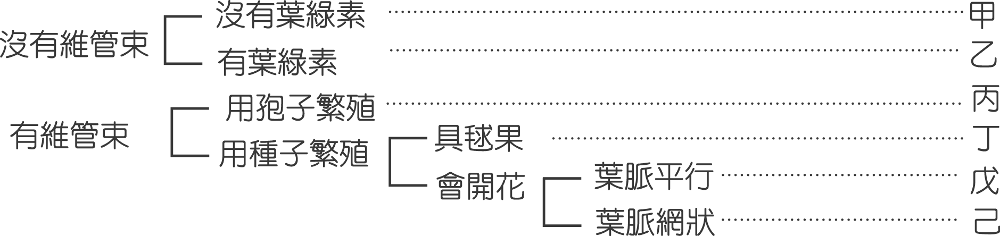 沒有葉綠素 甲
沒有維管束
有葉綠素 乙
用孢子繁殖 丙
有維管束
具毬果 丁
用種子繁殖
葉脈平行 戊
會開花
葉脈網狀 己